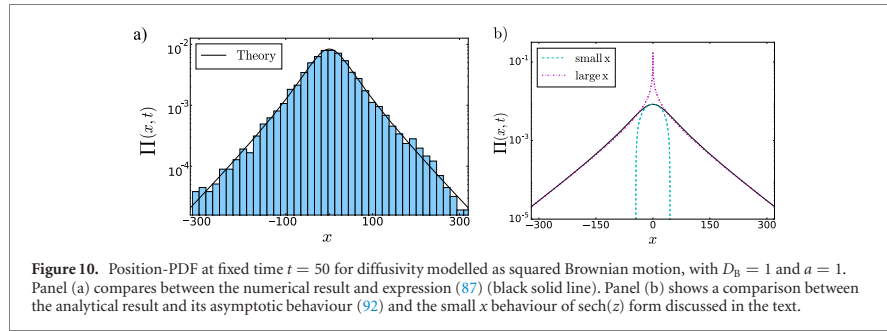 a)
b)
Theory
small x
large x
10^-2
10^-3
10^-4
Π(x, t)
−300
−100
100
300
x
10^-1
10^-3
10^-5
Π(x, t)
−300
−150
0
150
300
x
Figure 10. Position-PDF at fixed time t = 50 for diffusivity modelled as squared Brownian motion, with D_B = 1 and a = 1.
Panel (a) compares between the numerical result and expression (87) (black solid line). Panel (b) shows a comparison between
the analytical result and its asymptotic behaviour (92) and the small x behaviour of sech(z) form discussed in the text.